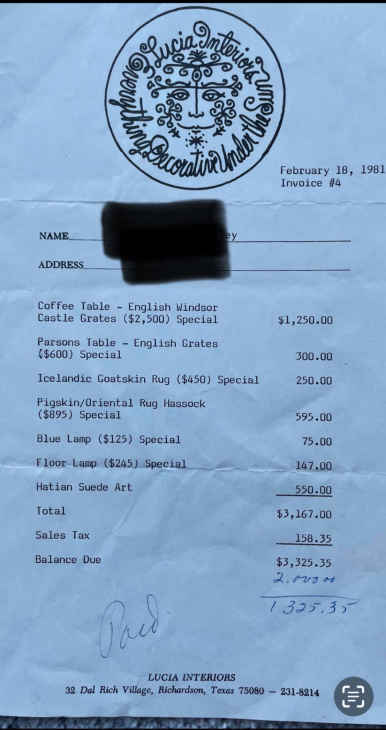 Lucia Interiors
Everything Decorative Under the Sun
February 18, 1981
Invoice #4
NAME ey
ADDRESS
Coffee Table - English Windsor
Castle Grates ($2,500) Special $1,250.00
Parsons Table - English Grates
($600) Special 300.00
Icelandic Goatskin Rug ($450) Special 250.00
Pigskin/Oriental Rug Hassock
($895) Special 595.00
Blue Lamp ($125) Special 75.00
Floor Lamp ($245) Special 147.00
Hatian Suede Art 550.00
Total $3,167.00
Sales Tax 158.35
Balance Due $3,325.35
2,000 00
1325.35
Paid
LUCIA INTERIORS
32 Dal Rich Village, Richardson, Texas 75080 — 231-8214